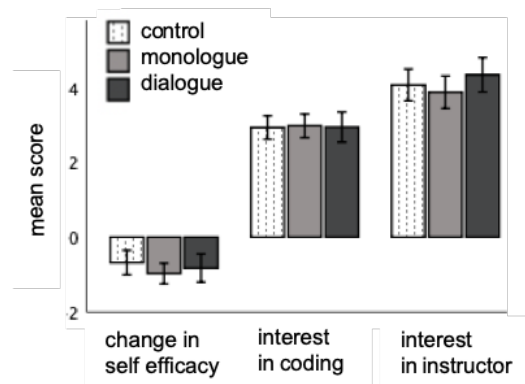 control
monologue
dialogue
mean score
4
2
0
-2
change in
self efficacy
interest
in coding
interest
in instructor